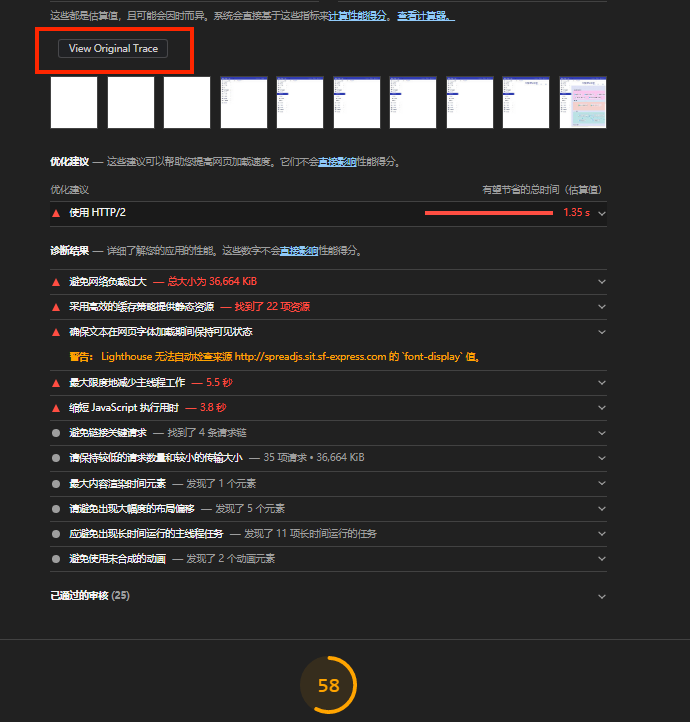 这些都是估算值，且可能会因时而异。系统会直接基于这些指标来计算性能得分。查看计算器。
View Original Trace
优化建议 — 这些建议可以帮助您提高网页加载速度。它们不会直接影响性能得分。
优化建议 有望节省的总时间（估算值）
使用 HTTP/2 1.35 s
诊断结果 — 详细了解您的应用的性能。这些数字不会直接影响性能得分。
避免网络负载过大 — 总大小为 36,664 KiB
采用高效的缓存策略提供静态资源 — 找到了 22 项资源
确保文本在网页字体加载期间保持可见状态
警告： Lighthouse 无法自动检查来源 http://spreadjs.sit.sf-express.com 的 `font-display` 值。
最大限度地减少主线程工作 — 5.5 秒
缩短 JavaScript 执行用时 — 3.8 秒
避免链接关键请求 — 找到了 4 条请求链
请保持较低的请求数量和较小的传输大小 — 35 项请求 • 36,664 KiB
最大内容渲染时间元素 — 发现了 1 个元素
请避免出现大幅度的布局偏移 — 发现了 5 个元素
应避免出现长时间运行的主线程任务 — 发现了 11 项长时间运行的任务
避免使用未合成的动画 — 发现了 2 个动画元素
已通过的审核 (25)
58